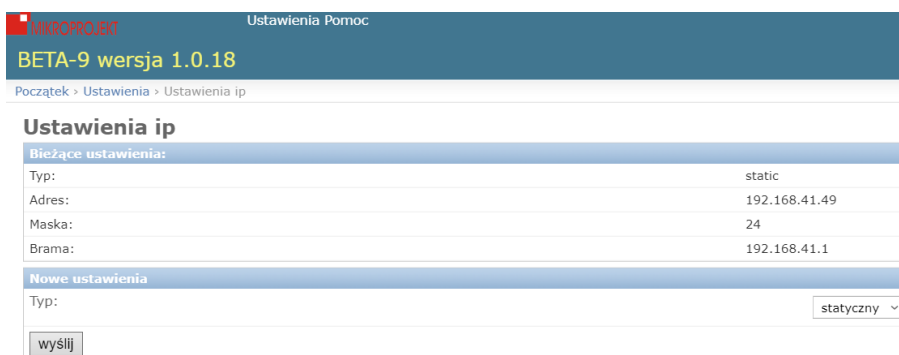 MIKROPROJEKT
Ustawienia Pomoc
BETA-9 wersja 1.0.18
Początek › Ustawienia › Ustawienia ip
Ustawienia ip
Bieżące ustawienia:
Typ: static
Adres: 192.168.41.49
Maska: 24
Brama: 192.168.41.1
Nowe ustawienia
Typ: statyczny
wyślij